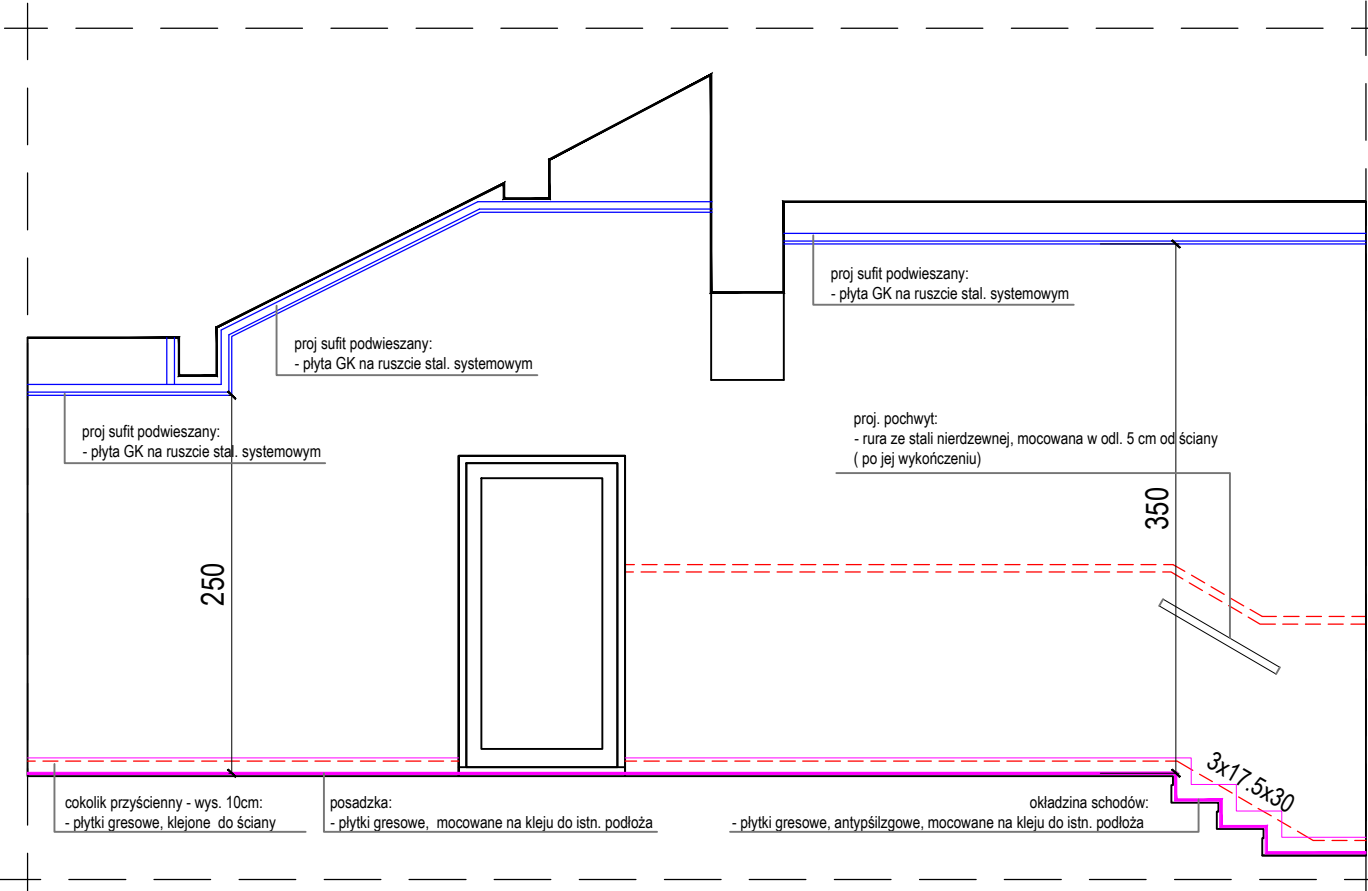 proj sufit podwieszany:
- płyta GK na ruszcie stal. systemowym
proj sufit podwieszany:
- płyta GK na ruszcie stal. systemowym
proj sufit podwieszany:
- płyta GK na ruszcie stal. systemowym
proj. pochwyt:
- rura ze stali nierdzewnej, mocowana w odl. 5 cm od ściany
( po jej wykończeniu)
350
250
3x17.5x30
cokolik przyścienny - wys. 10cm:
- płytki gresowe, klejone do ściany
posadzka:
- płytki gresowe, mocowane na kleju do istn. podłoża
okładzina schodów:
- płytki gresowe, antypśilzgowe, mocowane na kleju do istn. podłoża